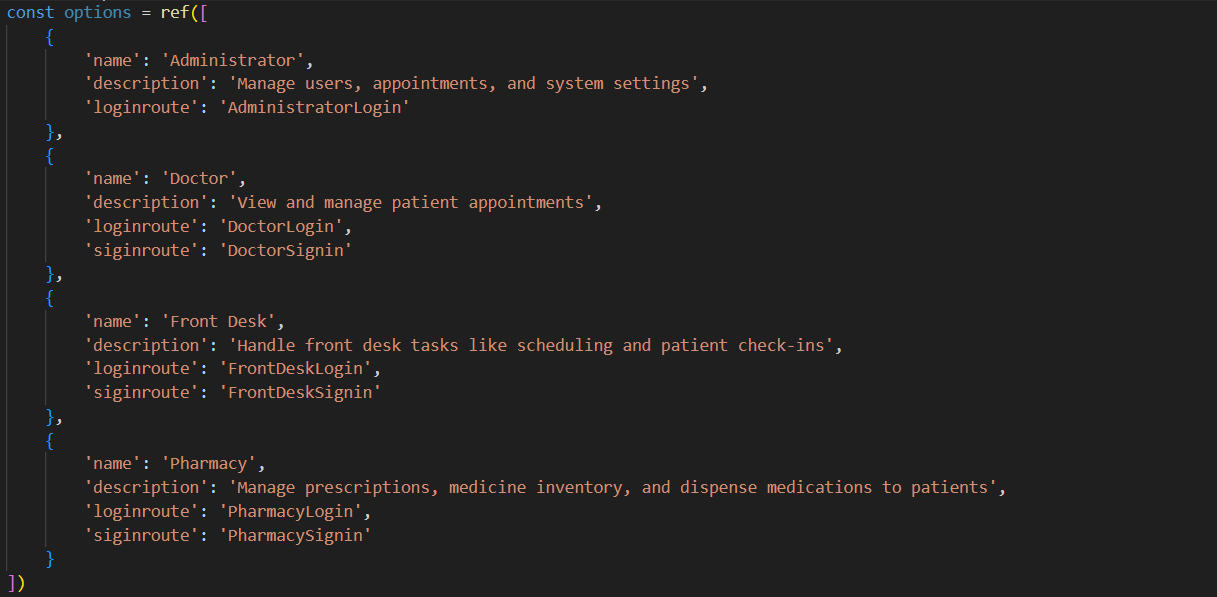 const options = ref([
    {
        'name': 'Administrator',
        'description': 'Manage users, appointments, and system settings',
        'loginroute': 'AdministratorLogin'
    },
    {
        'name': 'Doctor',
        'description': 'View and manage patient appointments',
        'loginroute': 'DoctorLogin',
        'siginroute': 'DoctorSignin'
    },
    {
        'name': 'Front Desk',
        'description': 'Handle front desk tasks like scheduling and patient check-ins',
        'loginroute': 'FrontDeskLogin',
        'siginroute': 'FrontDeskSignin'
    },
    {
        'name': 'Pharmacy',
        'description': 'Manage prescriptions, medicine inventory, and dispense medications to patients',
        'loginroute': 'PharmacyLogin',
        'siginroute': 'PharmacySignin'
    }
])